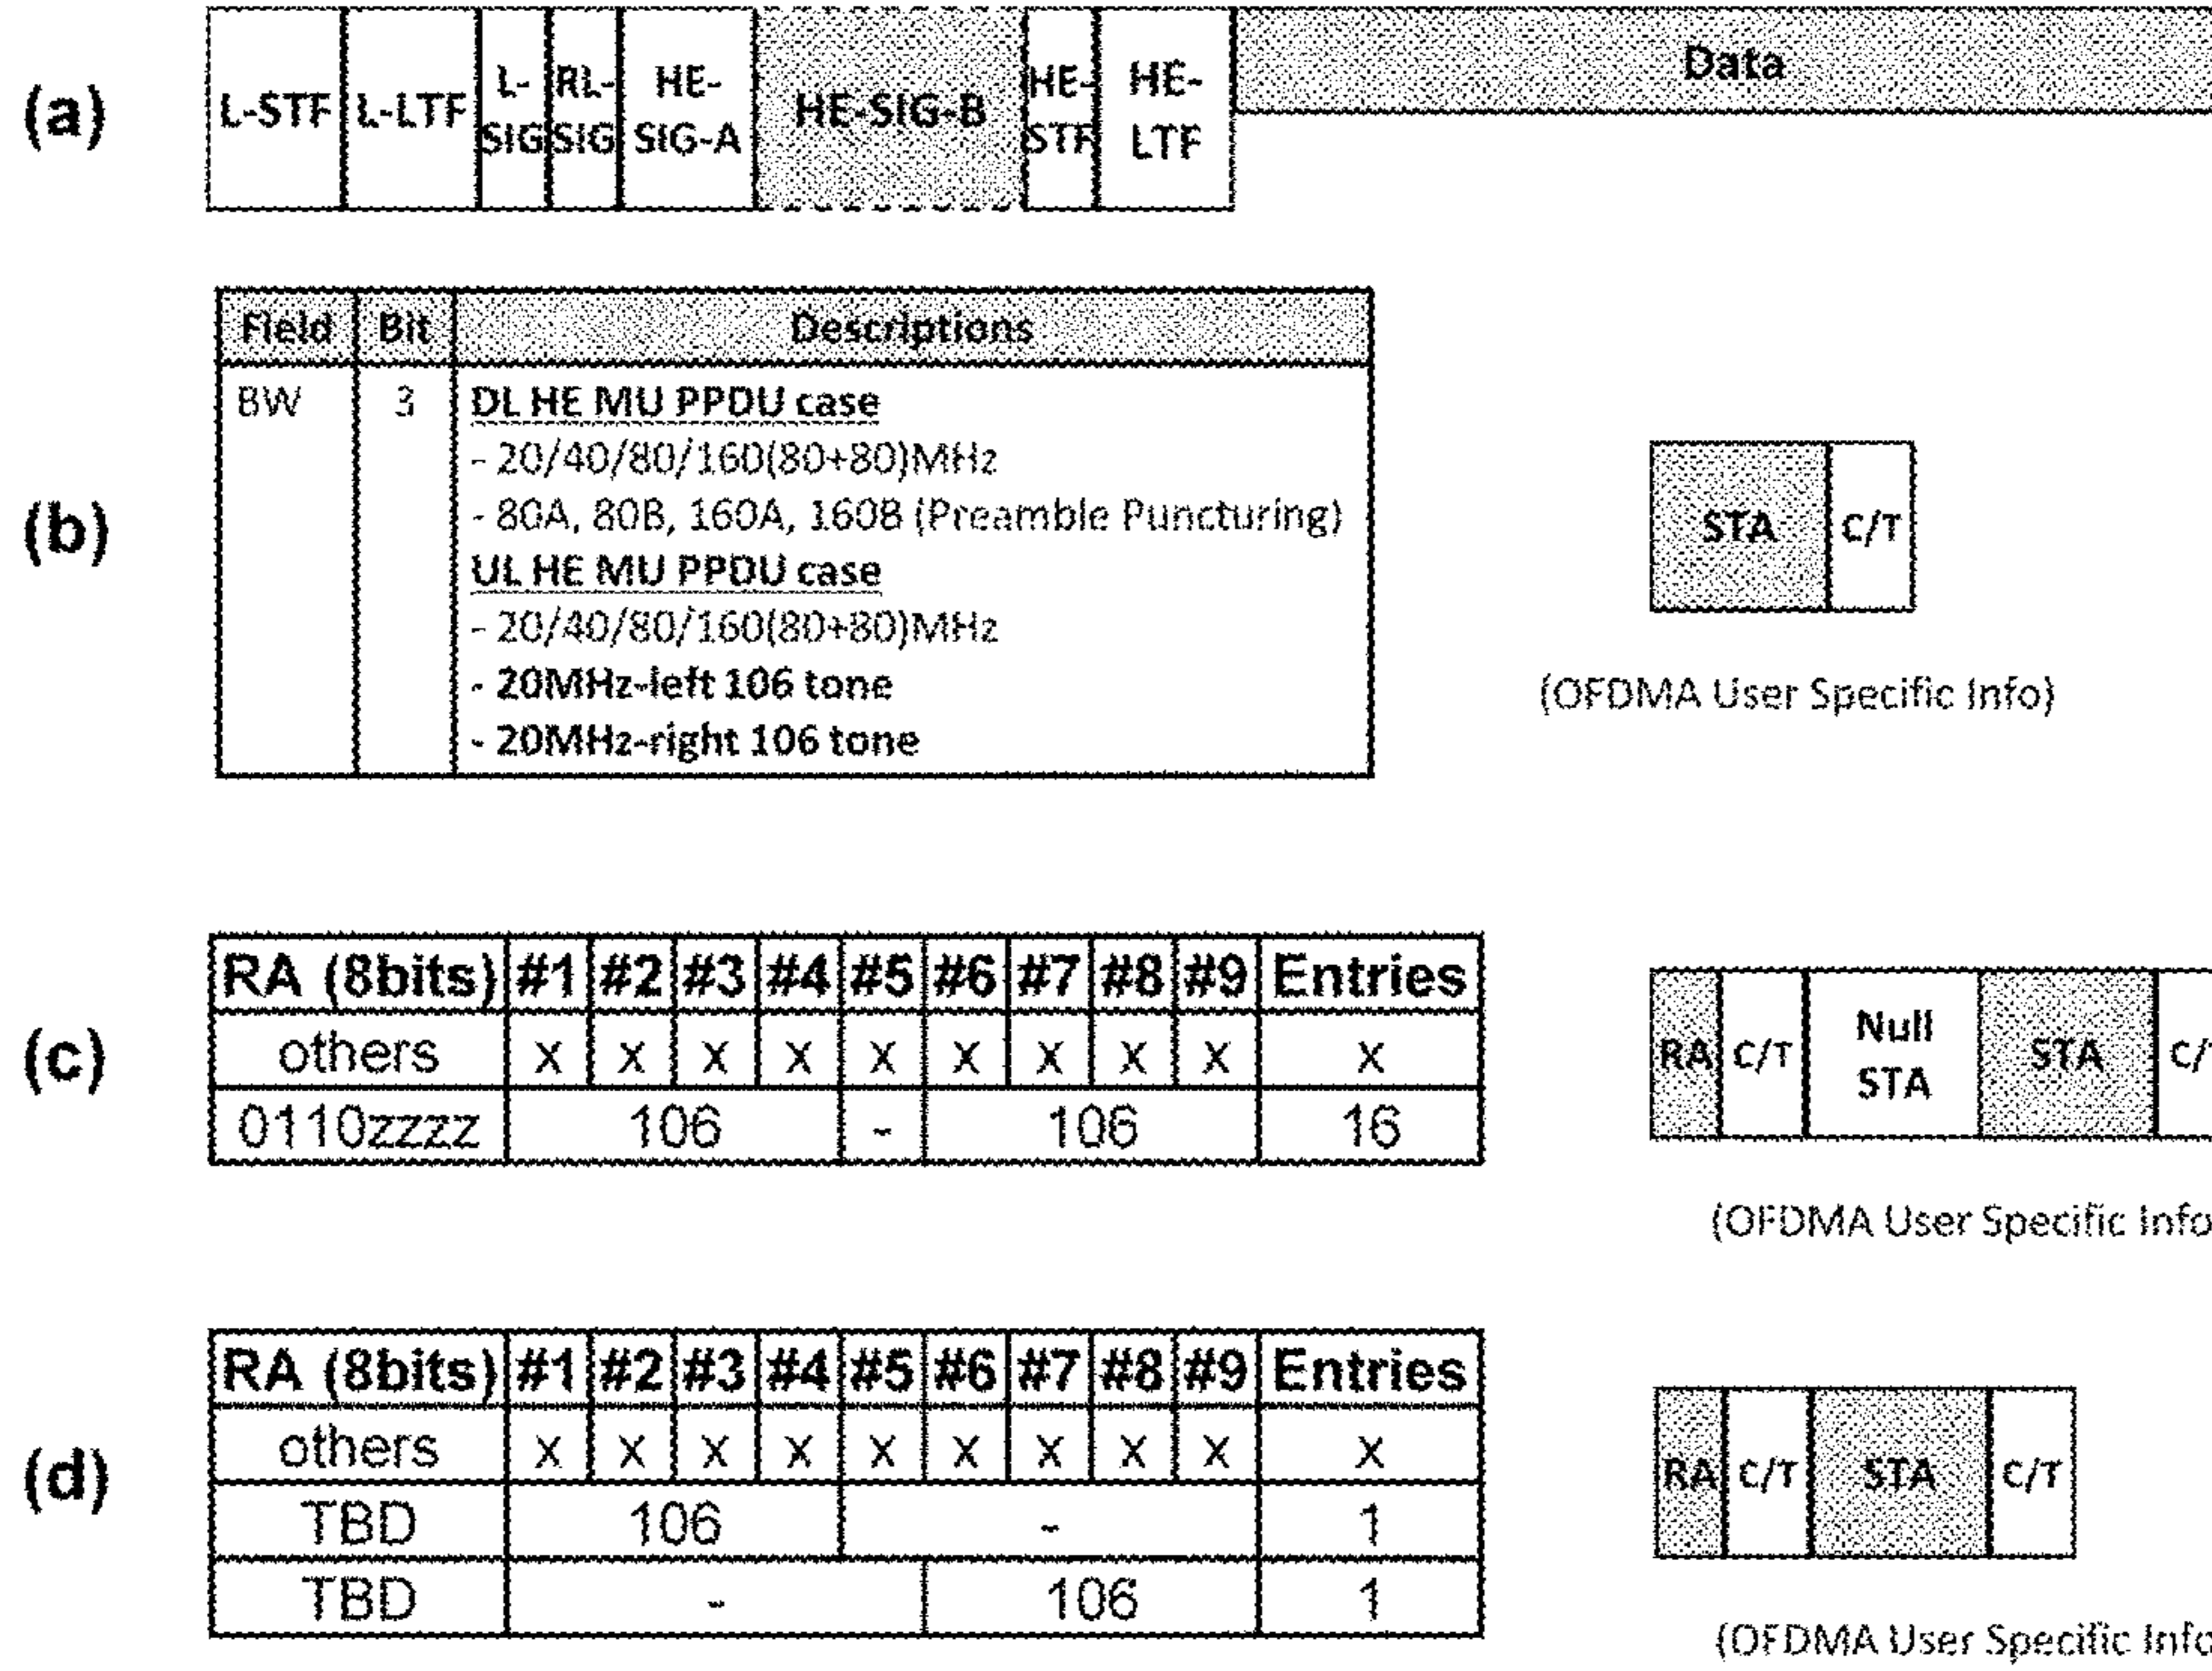 (a)
L-STF L-LTF L-SIG RL-SIG HE-SIG-A HE-SIG-B HE-STF HE-LTF Data
(b)
Field Bit Descriptions
BW 3 DL HE MU PPDU case
- 20/40/80/160(80+80)MHz
- 80A, 80B, 160A, 160B (Preamble Puncturing)
UL HE MU PPDU case
- 20/40/80/160(80+80)MHz
- 20MHz-left 106 tone
- 20MHz-right 106 tone
STA C/T
(OFDMA User Specific Info)
(c)
RA (8bits) #1 #2 #3 #4 #5 #6 #7 #8 #9 Entries
others x x x x x x x x x x
0110zzzz 106 - 106 16
RA C/T Null STA STA C/
(OFDMA User Specific Info
(d)
RA (8bits) #1 #2 #3 #4 #5 #6 #7 #8 #9 Entries
others x x x x x x x x x x
TBD 106 - 1
TBD - 106 1
RA C/T STA C/T
(OFDMA User Specific Info